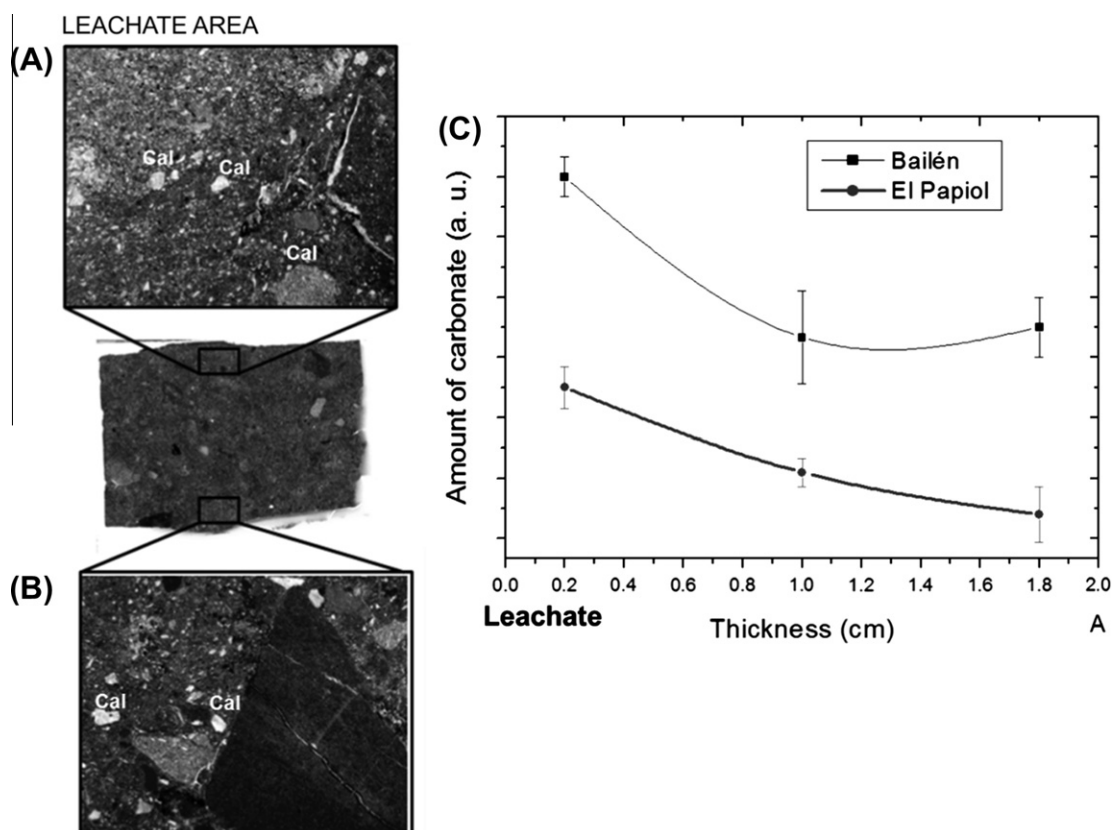 LEACHATE AREA
(A)
Cal
Cal
Cal
(B)
Cal
Cal
(C)
Bailén
El Papiol
Amount of carbonate (a. u.)
0.0 0.2 0.4 0.6 0.8 1.0 1.2 1.4 1.6 1.8 2.0
Leachate
Thickness (cm)
A